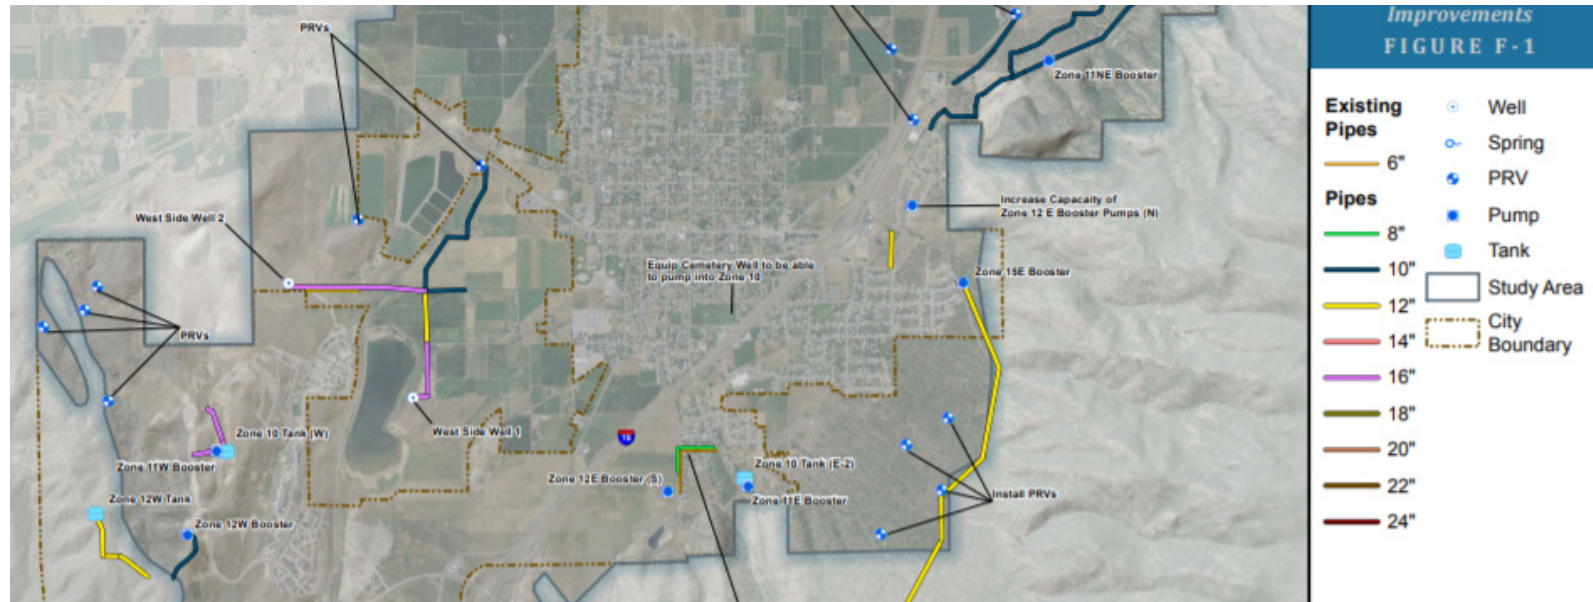 Improvements
FIGURE F-1
PRVs
Zone 11NE Booster
West Side Well 2
Increase Capacaity of
Zone 12 E Booster Pumps (N)
Equip Cemetery Well to be able
to pump into Zone 10
Zone 15E Booster
PRVs
West Side Well 1
Zone 10 Tank (W)
Zone 11W Booster
15
Zone 10 Tank (E-2)
Zone 12E Booster (S)
Zone 11E Booster
Install PRVs
Zone 12W Tank
Zone 12W Booster
Existing
Pipes
6"
Pipes
8"
10"
12"
14"
16"
18"
20"
22"
24"
Well
Spring
PRV
Pump
Tank
Study Area
City
Boundary